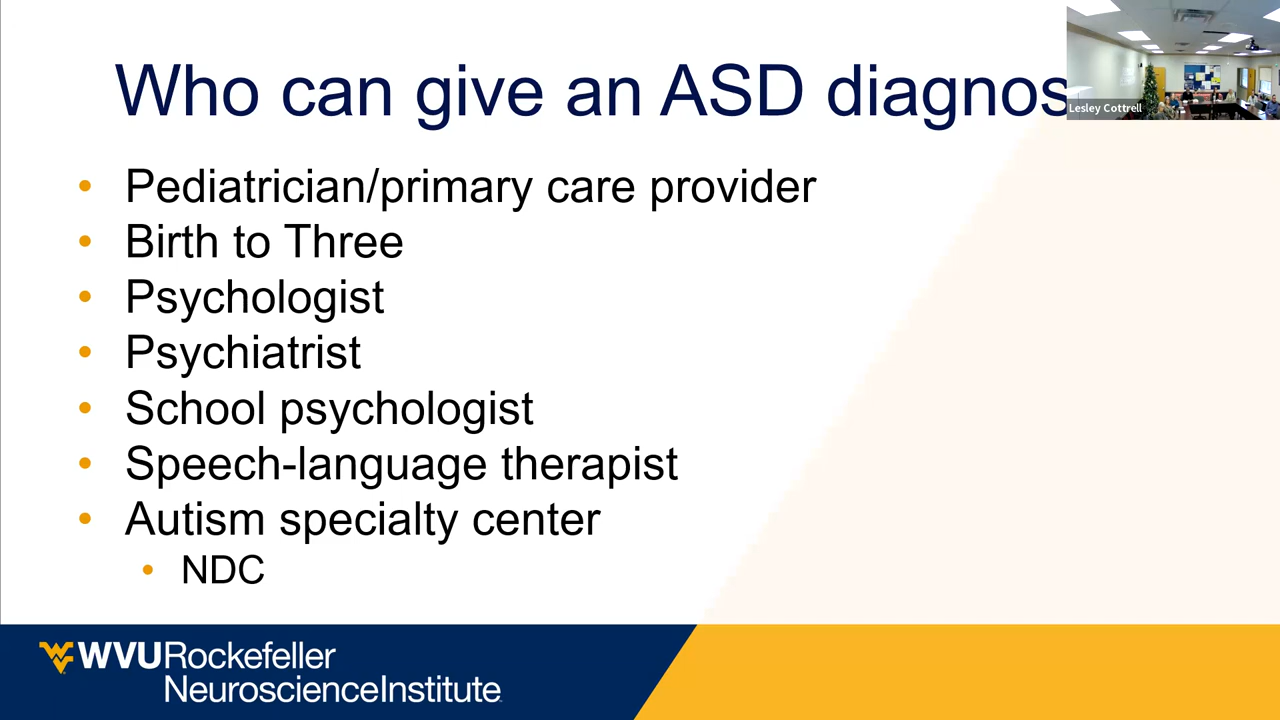 Who can give an ASD diagnos
Lesley Cottrell
• Pediatrician/primary care provider
• Birth to Three
• Psychologist
• Psychiatrist
• School psychologist
• Speech-language therapist
• Autism specialty center
• NDC
WVURockefeller
NeuroscienceInstitute